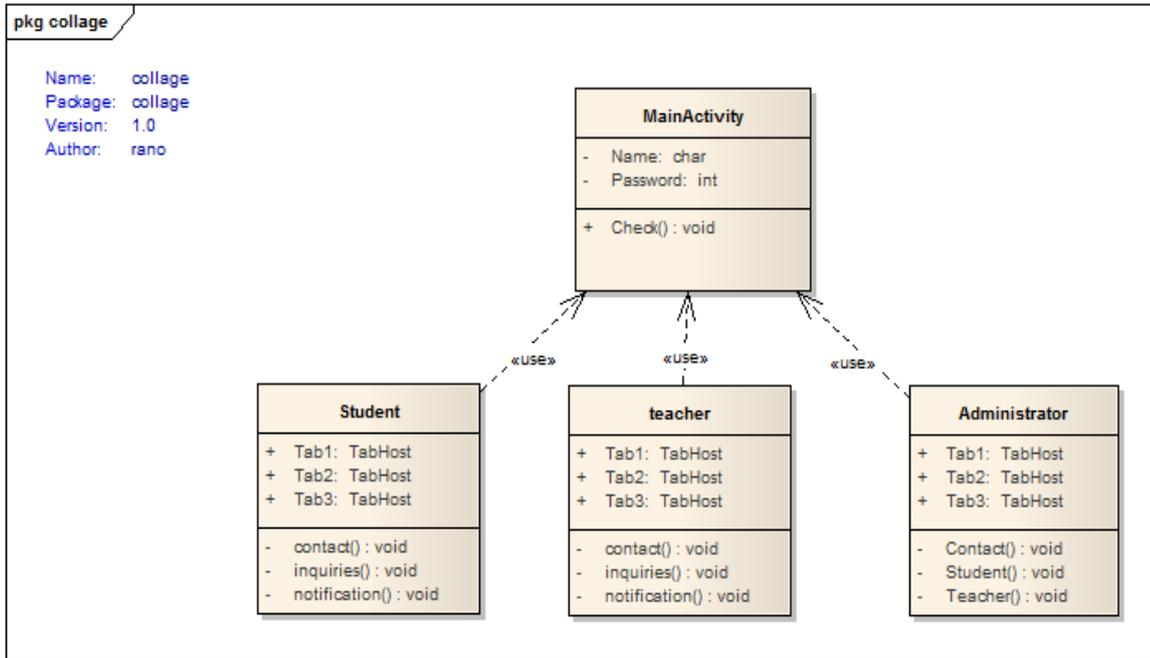 pkg collage
Name: collage
Package: collage
Version: 1.0
Author: rano
MainActivity
- Name: char
- Password: int
+ Check() : void
«use»
«use»
«use»
Student
+ Tab1: TabHost
+ Tab2: TabHost
+ Tab3: TabHost
- contact() : void
- inquiries() : void
- notification() : void
teacher
+ Tab1: TabHost
+ Tab2: TabHost
+ Tab3: TabHost
- contact() : void
- inquiries() : void
- notification() : void
Administrator
+ Tab1: TabHost
+ Tab2: TabHost
+ Tab3: TabHost
- Contact() : void
- Student() : void
- Teacher() : void